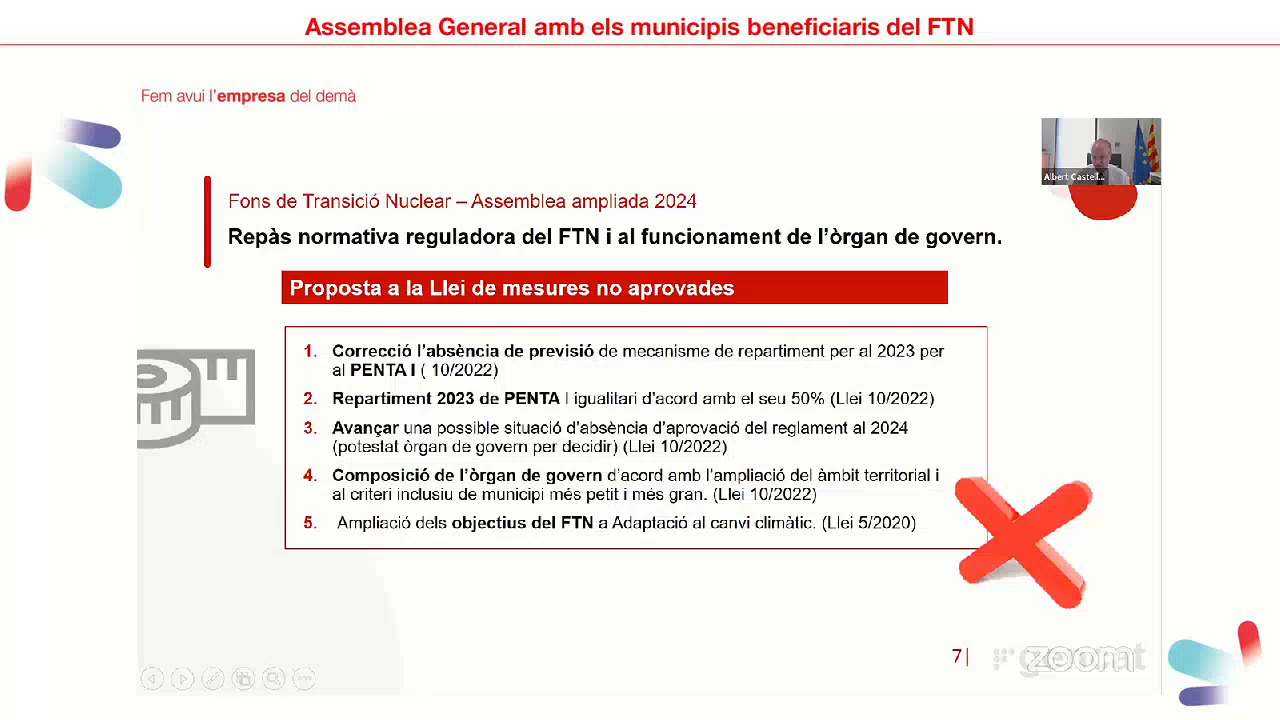 Assemblea General amb els municipis beneficiaris del FTN
Fem avui l'empresa del demà
Albert Castell...
Fons de Transició Nuclear – Assemblea ampliada 2024
Repàs normativa reguladora del FTN i al funcionament de l'òrgan de govern.
Proposta a la Llei de mesures no aprovades
1. Correcció l'absència de previsió de mecanisme de repartiment per al 2023 per
al PENTA I ( 10/2022)
2. Repartiment 2023 de PENTA I igualitari d'acord amb el seu 50% (Llei 10/2022)
3. Avançar una possible situació d'absència d'aprovació del reglament al 2024
(potestat òrgan de govern per decidir) (Llei 10/2022)
4. Composició de l'òrgan de govern d'acord amb l'ampliació del àmbit territorial i
al criteri inclusiu de municipi més petit i més gran. (Llei 10/2022)
5. Ampliació dels objectius del FTN a Adaptació al canvi climàtic. (Llei 5/2020)
7|
zoom